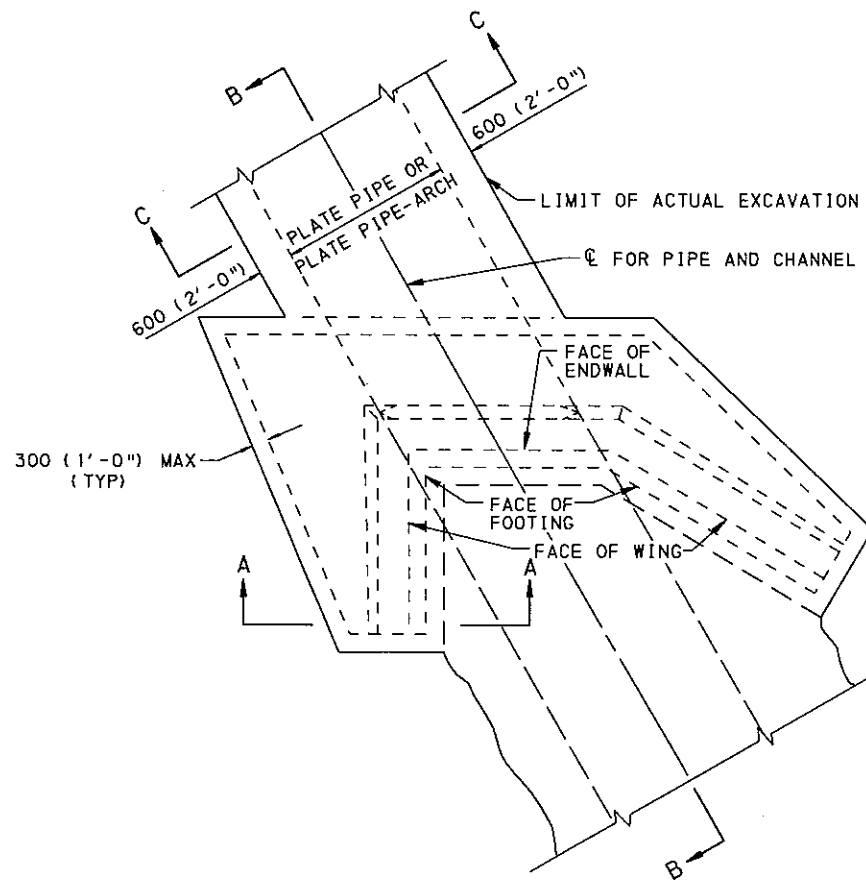 C
B
600 (2'-0")
PLATE PIPE OR
PLATE PIPE-ARCH
LIMIT OF ACTUAL EXCAVATION
C
℄ FOR PIPE AND CHANNEL
600 (2'-0")
FACE OF
ENDWALL
300 (1'-0") MAX
(TYP)
FACE OF
FOOTING
FACE OF WING
A
A
B